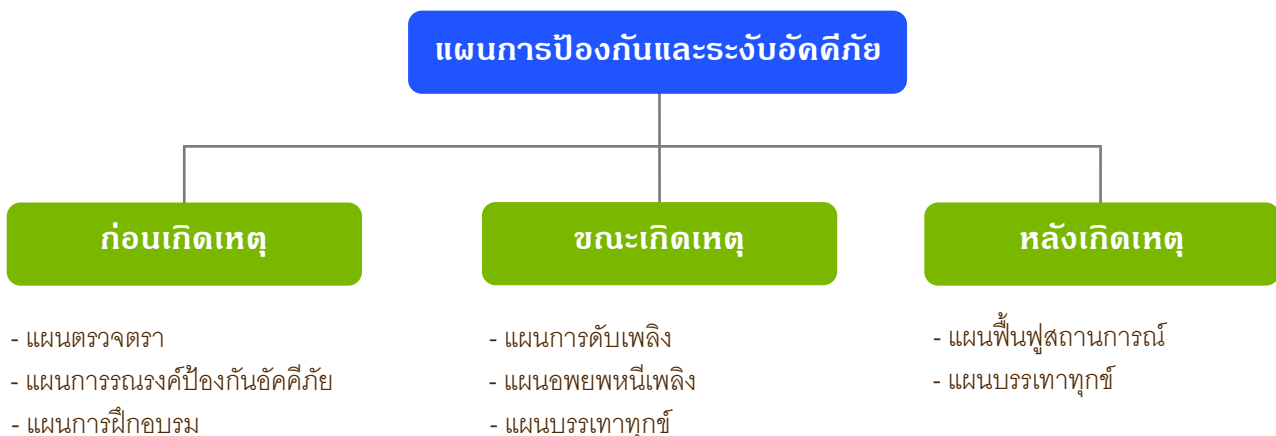 แผนการป้องกันและระงับอัคคีภัย
ก่อนเกิดเหตุ
- แผนตรวจตรา
- แผนการรณรงค์ป้องกันอัคคีภัย
- แผนการฝึกอบรม
ขณะเกิดเหตุ
- แผนการดับเพลิง
- แผนอพยพหนีเพลิง
- แผนบรรเทาทุกข์
หลังเกิดเหตุ
- แผนฟื้นฟูสถานการณ์
- แผนบรรเทาทุกข์